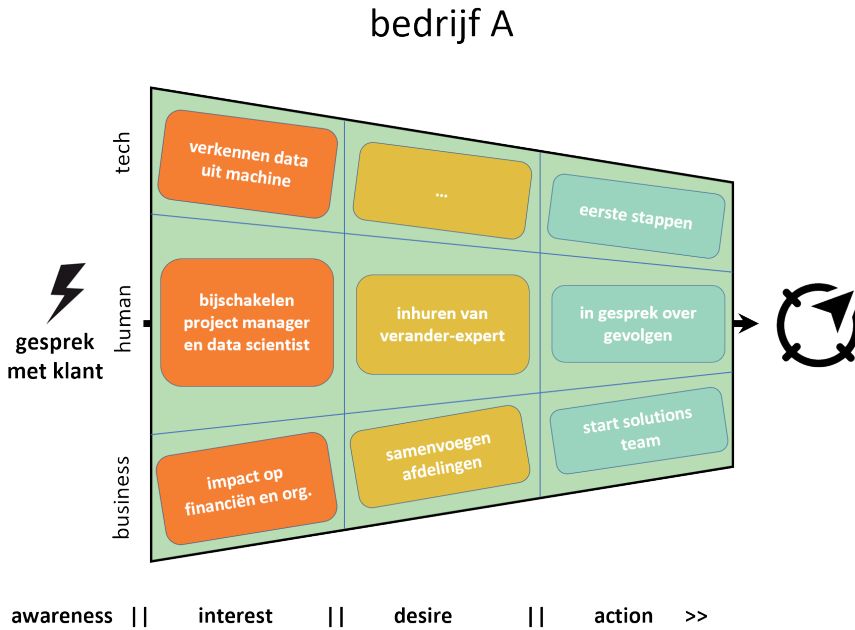 bedrijf A
tech
verkennen data
uit machine
...
eerste stappen
human
gesprek
met klant
bijschakelen
project manager
en data scientist
inhuren van
verander-expert
in gesprek over
gevolgen
business
impact op
financiën en org.
samenvoegen
afdelingen
start solutions
team
awareness || interest || desire || action >>